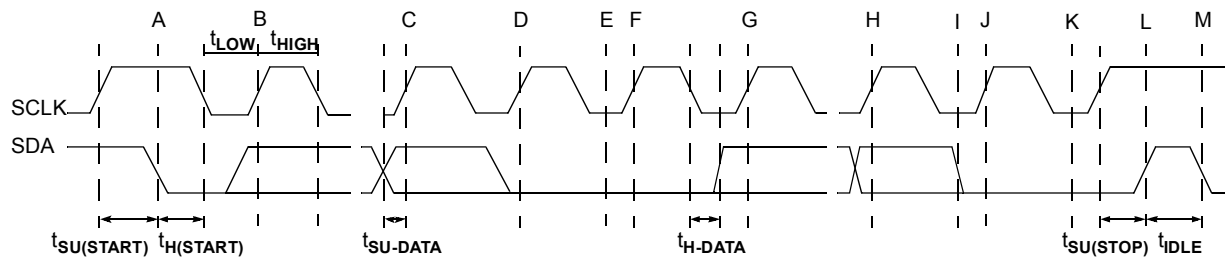 A B C D E F G H I J K L M
tLOW tHIGH
SCLK
SDA
tSU(START) tH(START) tSU-DATA tH-DATA tSU(STOP) tIDLE